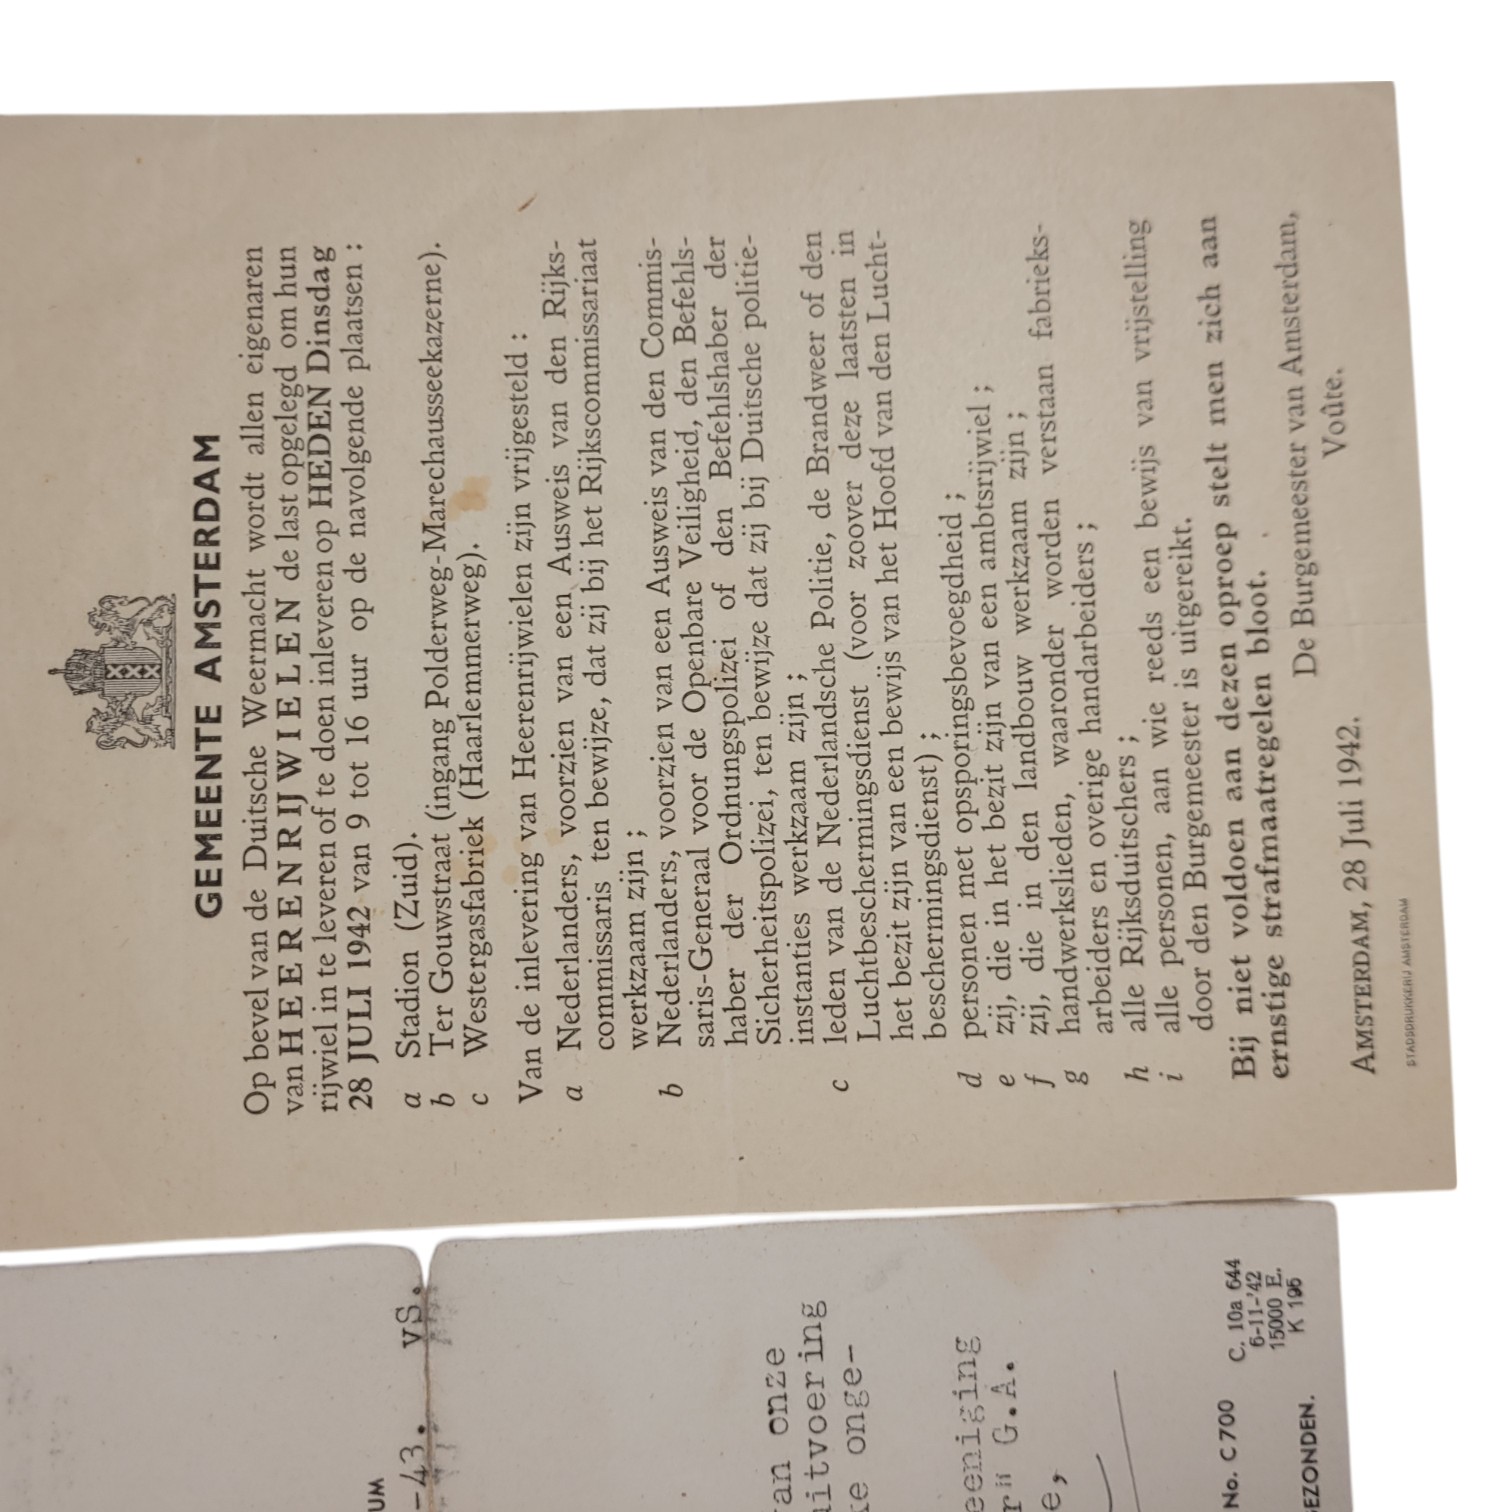 GEMEENTE AMSTERDAM
Op bevel van de Duitsche Weermacht wordt allen eigenaren
van HEERENRIJWIELEN de last opgelegd om hun
rijwiel in te leveren of te doen inleveren op HEDEN Dinsdag
28 JULI 1942 van 9 tot 16 uur op de navolgende plaatsen :
a Stadion (Zuid).
b Ter Gouwstraat (ingang Polderweg-Marechausseekazerne).
c Westergasfabriek (Haarlemmerweg).
Van de inlevering van Heerenrijwielen zijn vrijgesteld :
a Nederlanders, voorzien van een Ausweis van den Rijks-
commissaris ten bewijze, dat zij bij het Rijkscommissariaat
werkzaam zijn ;
b Nederlanders, voorzien van een Ausweis van den Commis-
saris-Generaal voor de Openbare Veiligheid, den Befehls-
haber der Ordnungspolizei of den Befehlshaber der
Sicherheitspolizei, ten bewijze dat zij bij Duitsche politie-
instanties werkzaam zijn ;
c leden van de Nederlandsche Politie, de Brandweer of den
Luchtbeschermingsdienst (voor zoover deze laatsten in
het bezit zijn van een bewijs van het Hoofd van den Lucht-
beschermingsdienst) ;
d personen met opsporingsbevoegdheid ;
e zij, die in het bezit zijn van een ambtsrijwiel ;
f zij, die in den landbouw werkzaam zijn ;
g handwerkslieden, waaronder worden verstaan fabrieks-
arbeiders en overige handarbeiders ;
h alle Rijksduitschers ;
i alle personen, aan wie reeds een bewijs van vrijstelling
door den Burgemeester is uitgereikt.
Bij niet voldoen aan dezen oproep stelt men zich aan
ernstige strafmaatregelen bloot.
De Burgemeester van Amsterdam,
Voûte.
AMSTERDAM, 28 Juli 1942.
STADSDRUKKERIJ AMSTERDAM
UM
-43. vs.
an onze
uitvoering
ke onge-
eeniging
r" G.A.
e,
No. C 700
C. 10a 644
6-11-'42
15000 E.
K 195
EZONDEN.